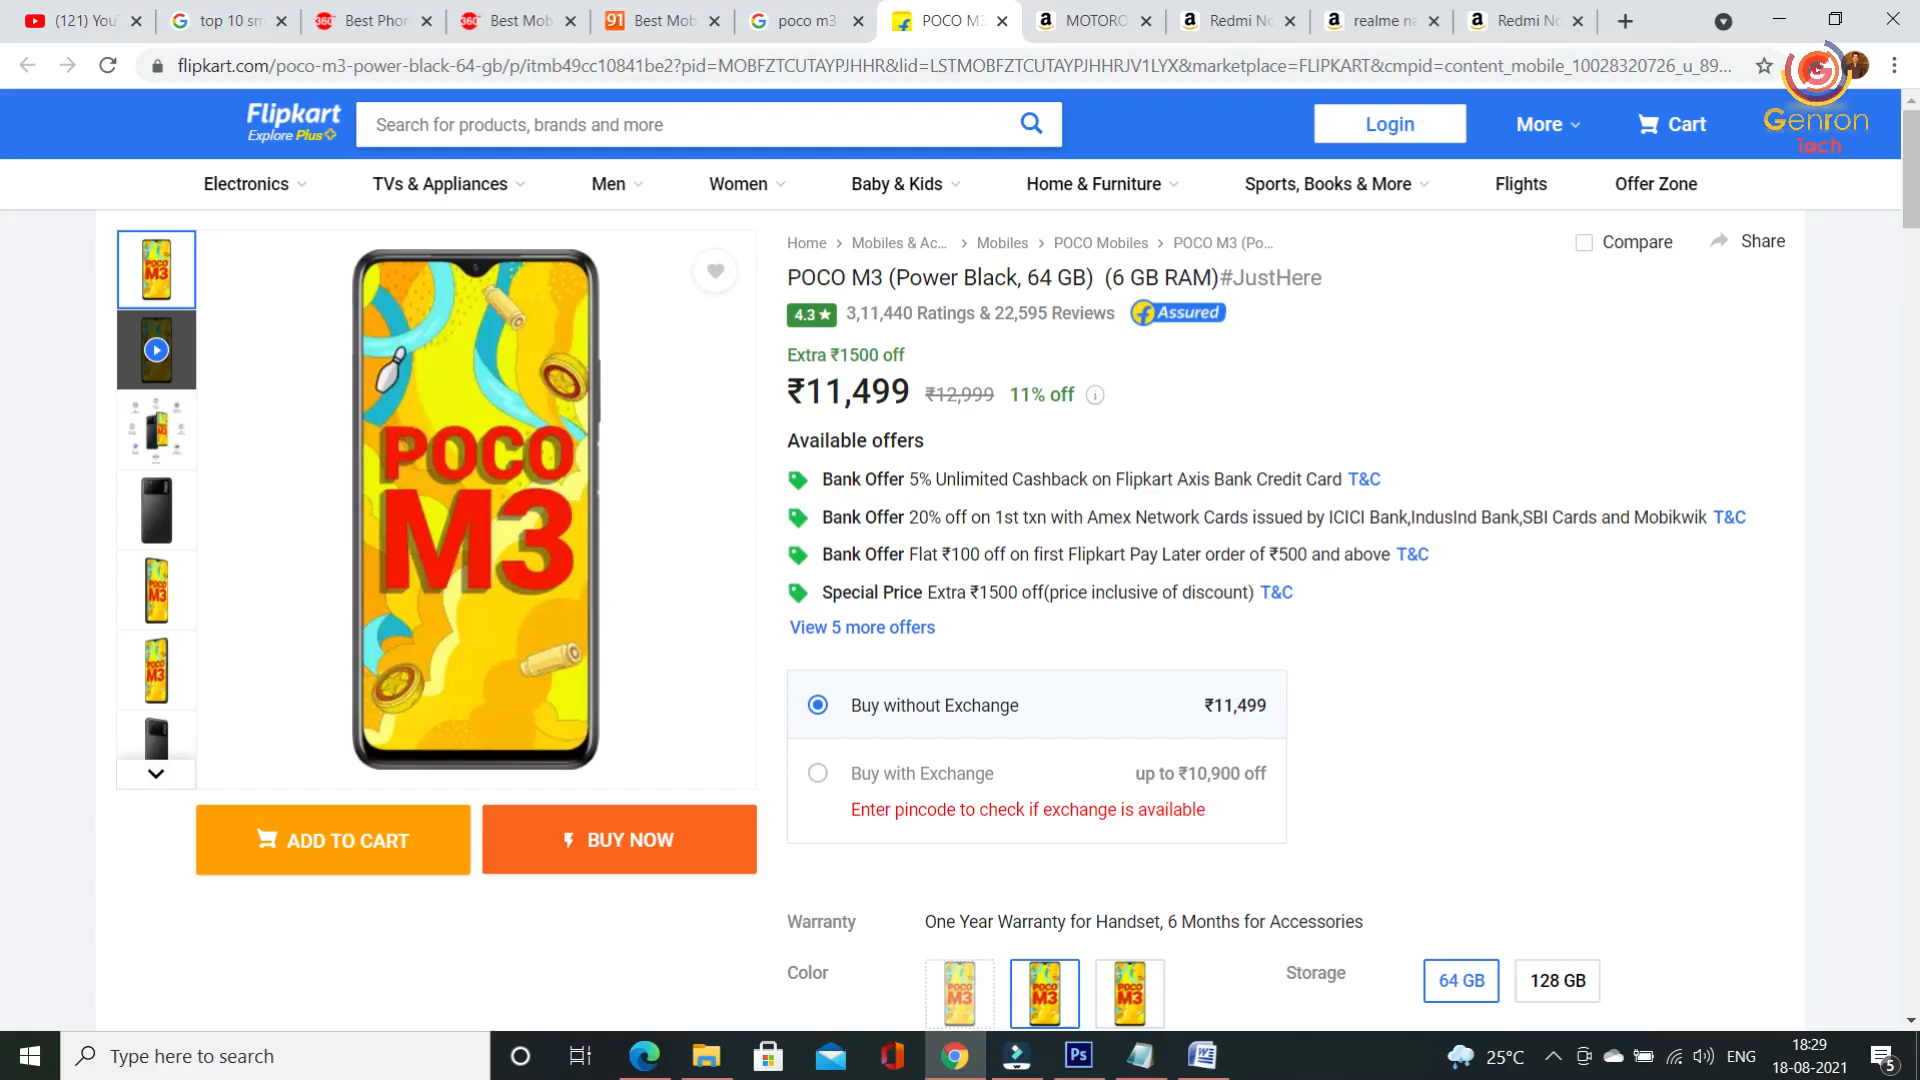 (121) You
top 10 sm
Best Phon
Best Mob
91
Best Mob
poco m3
POCO M3
MOTORO
Redmi No
realme na
Redmi No
flipkart.com/poco-m3-power-black-64-gb/p/itmb49cc10841be2?pid=MOBFZTCUTAYPJHHR&lid=LSTMOBFZTCUTAYPJHHRJV1LYX&marketplace=FLIPKART&cmpid=content_mobile_10028320726_u_89...
Flipkart
Explore Plus
Search for products, brands and more
Login
More
Cart
Genron
Tach
Electronics
TVs & Appliances
Men
Women
Baby & Kids
Home & Furniture
Sports, Books & More
Flights
Offer Zone
Home > Mobiles & Ac... > Mobiles > POCO Mobiles > POCO M3 (Po...
Compare
Share
POCO M3 (Power Black, 64 GB) (6 GB RAM)#JustHere
4.3 ★ 3,11,440 Ratings & 22,595 Reviews Assured
Extra ₹1500 off
₹11,499 ₹12,999 11% off
Available offers
Bank Offer 5% Unlimited Cashback on Flipkart Axis Bank Credit Card T&C
Bank Offer 20% off on 1st txn with Amex Network Cards issued by ICICI Bank,IndusInd Bank,SBI Cards and Mobikwik T&C
Bank Offer Flat ₹100 off on first Flipkart Pay Later order of ₹500 and above T&C
Special Price Extra ₹1500 off(price inclusive of discount) T&C
View 5 more offers
POCO
M3
Buy without Exchange ₹11,499
Buy with Exchange up to ₹10,900 off
Enter pincode to check if exchange is available
ADD TO CART
BUY NOW
Warranty One Year Warranty for Handset, 6 Months for Accessories
Color
Storage
64 GB
128 GB
Type here to search
Ps
25°C
ENG
18:29
18-08-2021
5